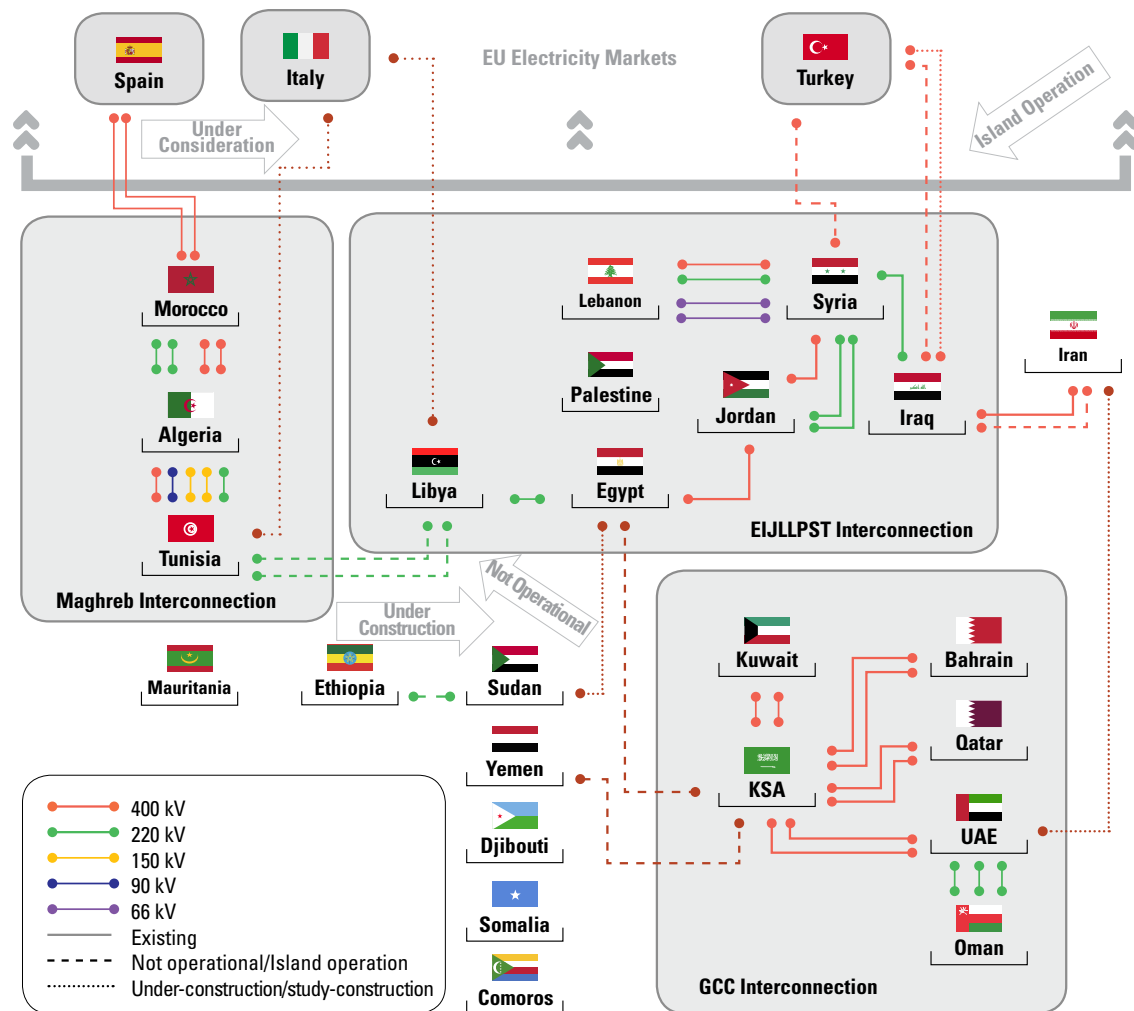 EU Electricity Markets
Spain
Italy
Turkey
Under
Consideration
Island Operation
Morocco
Lebanon
Syria
Iran
Palestine
Jordan
Iraq
Algeria
Libya
Egypt
Tunisia
EIJLLPST Interconnection
Maghreb Interconnection
Not Operational
Under
Construction
Mauritania
Ethiopia
Sudan
Kuwait
Bahrain
Yemen
KSA
Qatar
Djibouti
UAE
Somalia
Oman
Comoros
GCC Interconnection
400 kV
220 kV
150 kV
90 kV
66 kV
Existing
Not operational/Island operation
Under-construction/study-construction